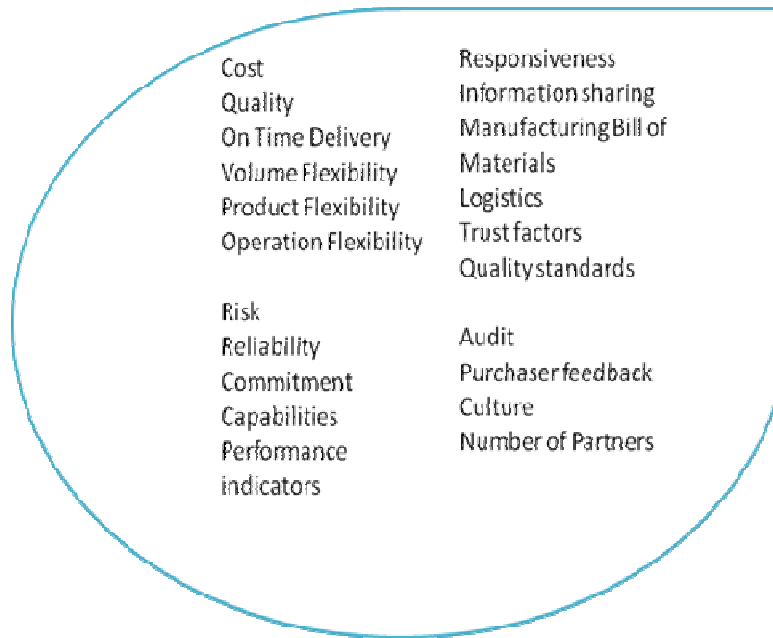 Cost
Quality
On Time Delivery
Volume Flexibility
Product Flexibility
Operation Flexibility
Risk
Reliability
Commitment
Capabilities
Performance
indicators
Responsiveness
Information sharing
Manufacturing Bill of
Materials
Logistics
Trust factors
Quality standards
Audit
Purchaser feedback
Culture
Number of Partners